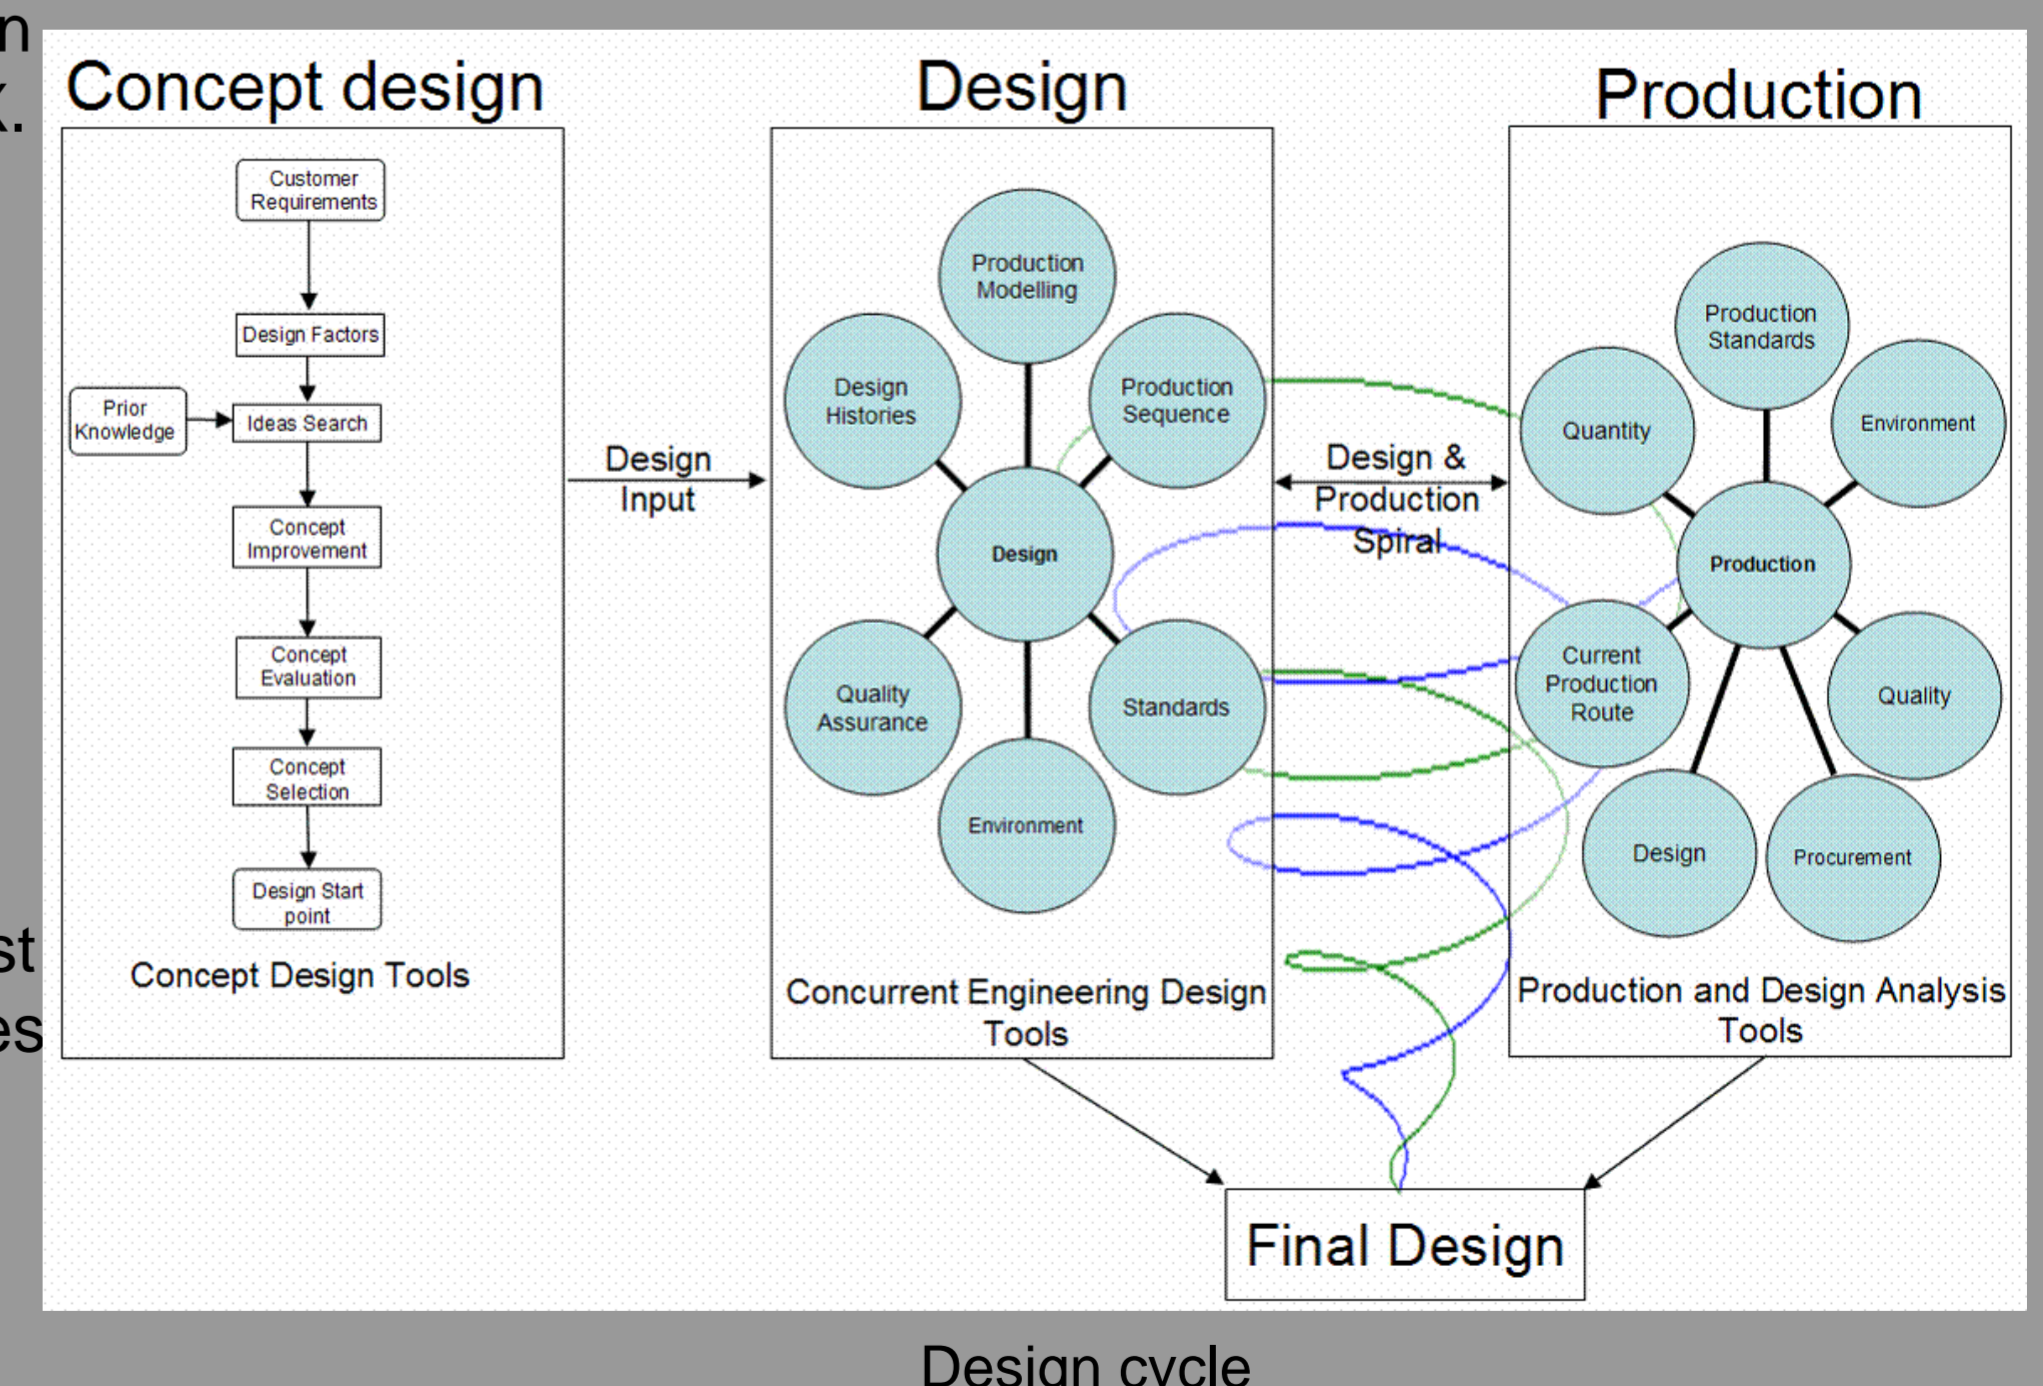 Concept design
Customer
Requirements
Design Factors
Prior
Knowledge
Ideas Search
Concept
Improvement
Concept
Evaluation
Concept
Selection
Design Start
point
Concept Design Tools
Design
Input
Design
Production
Modelling
Design
Histories
Production
Sequence
Design
Quality
Assurance
Standards
Environment
Concurrent Engineering Design
Tools
Design &
Production
Spiral
Production
Production
Standards
Quantity
Environment
Production
Current
Production
Route
Quality
Design
Procurement
Production and Design Analysis
Tools
Final Design
Design cycle